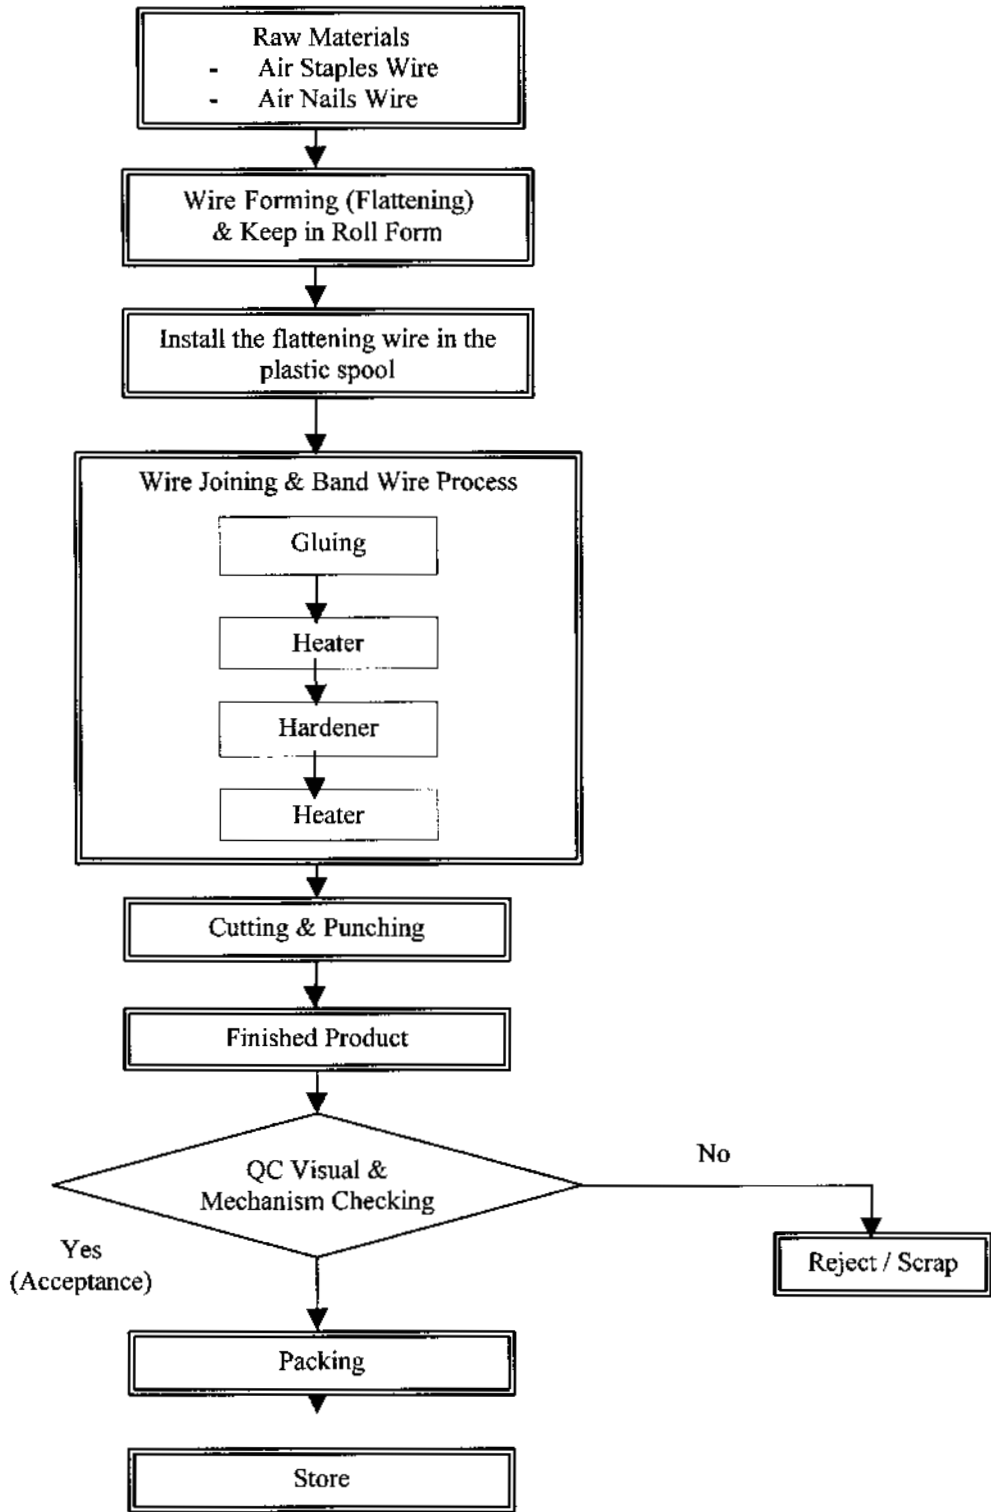 Raw Materials
- Air Staples Wire
- Air Nails Wire
Wire Forming (Flattening)
& Keep in Roll Form
Install the flattening wire in the
plastic spool
Wire Joining & Band Wire Process
Gluing
Heater
Hardener
Heater
Cutting & Punching
Finished Product
QC Visual &
Mechanism Checking
No
Yes
(Acceptance)
Reject / Scrap
Packing
Store